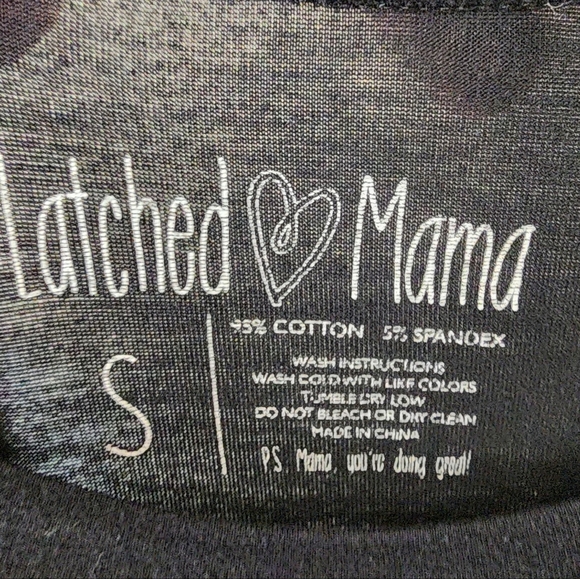 Latched Mama
95% COTTON 5% SPANDEX
S
WASH INSTRUCTIONS
WASH COLD WITH LIKE COLORS
TUMBLE DRY LOW
DO NOT BLEACH OR DRY CLEAN
MADE IN CHINA
P.S. Mama, you're doing great!